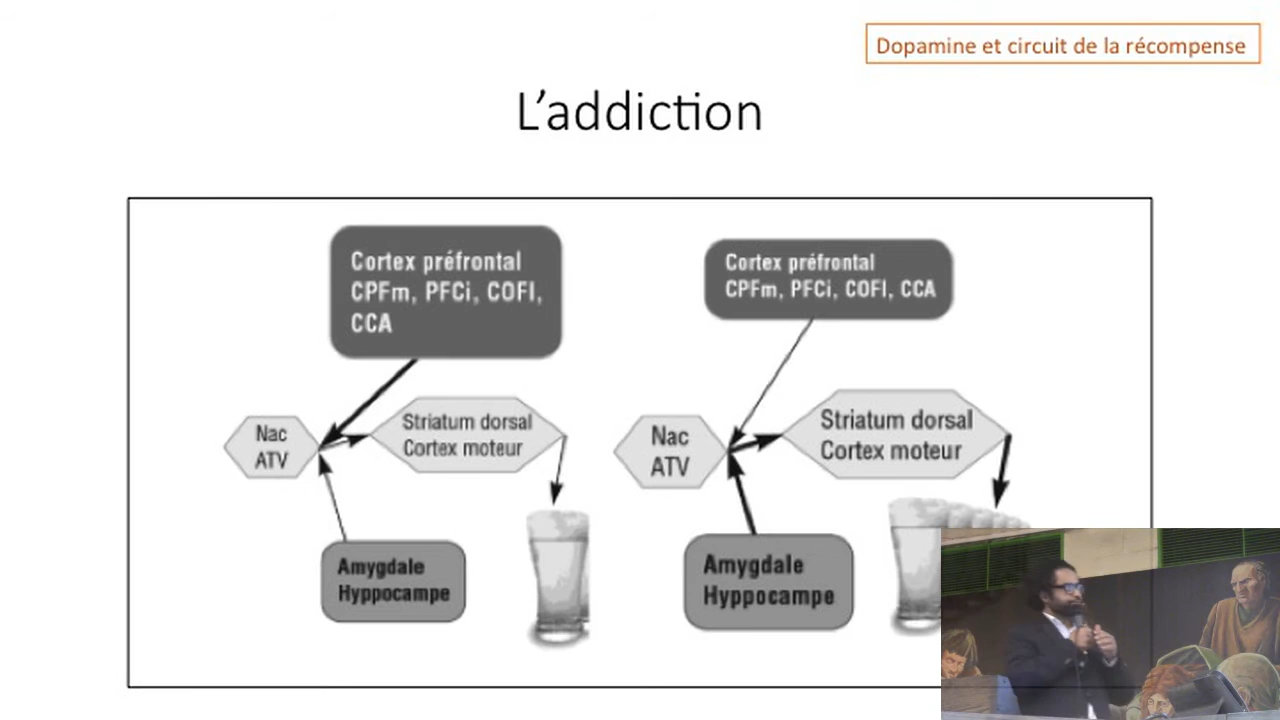 Dopamine et circuit de la récompense
L'addiction
Cortex préfrontal
CPFm, PFCi, COFI,
CCA
Nac
ATV
Striatum dorsal
Cortex moteur
Amygdale
Hyppocampe
Cortex préfrontal
CPFm, PFCi, COFI, CCA
Nac
ATV
Striatum dorsal
Cortex moteur
Amygdale
Hyppocampe